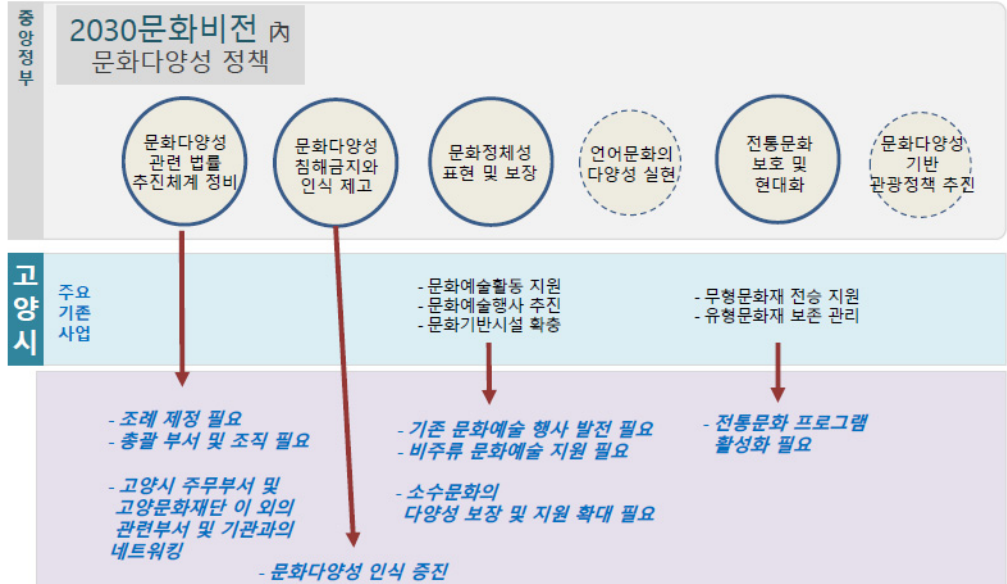 중앙정부
2030문화비전 內
문화다양성 정책
문화다양성
관련 법률
추진체계 정비
문화다양성
침해금지와
인식 제고
문화정체성
표현 및 보장
언어문화의
다양성 실현
전통문화
보호 및
현대화
문화다양성
기반
관광정책 추진
고양시
주요
기존
사업
- 문화예술활동 지원
- 문화예술행사 추진
- 문화기반시설 확충
- 무형문화재 전승 지원
- 유형문화재 보존 관리
- 조례 제정 필요
- 총괄 부서 및 조직 필요
- 고양시 주무부서 및
고양문화재단 이 외의
관련부서 및 기관과의
네트워킹
- 문화다양성 인식 증진
- 기존 문화예술 행사 발전 필요
- 비주류 문화예술 지원 필요
- 소수문화의
다양성 보장 및 지원 확대 필요
- 전통문화 프로그램
활성화 필요